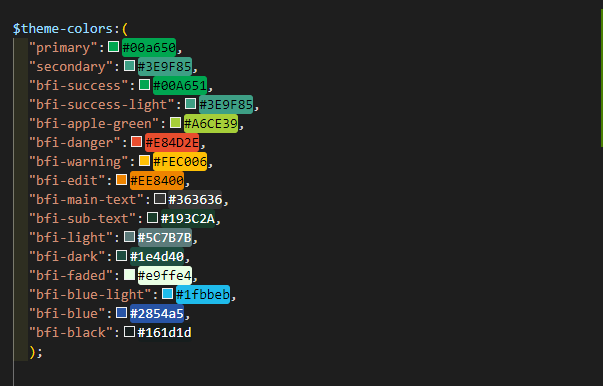 $theme-colors:(
"primary":#00a650,
"secondary":#3E9F85,
"bfi-success":#00A651,
"bfi-success-light":#3E9F85,
"bfi-apple-green":#A6CE39,
"bfi-danger":#E84D2E,
"bfi-warning":#FEC006,
"bfi-edit":#EE8400,
"bfi-main-text":#363636,
"bfi-sub-text":#193C2A,
"bfi-light":#5C7B7B,
"bfi-dark":#1e4d40,
"bfi-faded":#e9ffe4,
"bfi-blue-light":#1fbbeb,
"bfi-blue":#2854a5,
"bfi-black":#161d1d
);